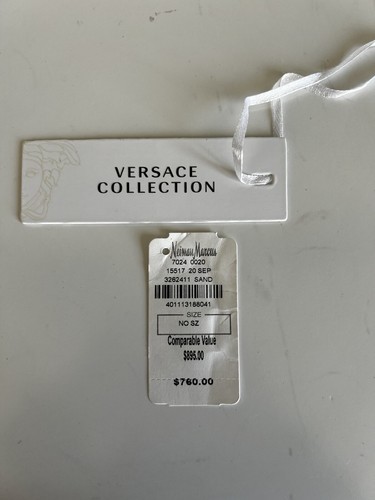 VERSACE
COLLECTION
Neiman Marcus
7024 0020
15517 20 SEP
3262411 SAND
401113188041
SIZE
NO SZ
Comparable Value
$895.00
$760.00